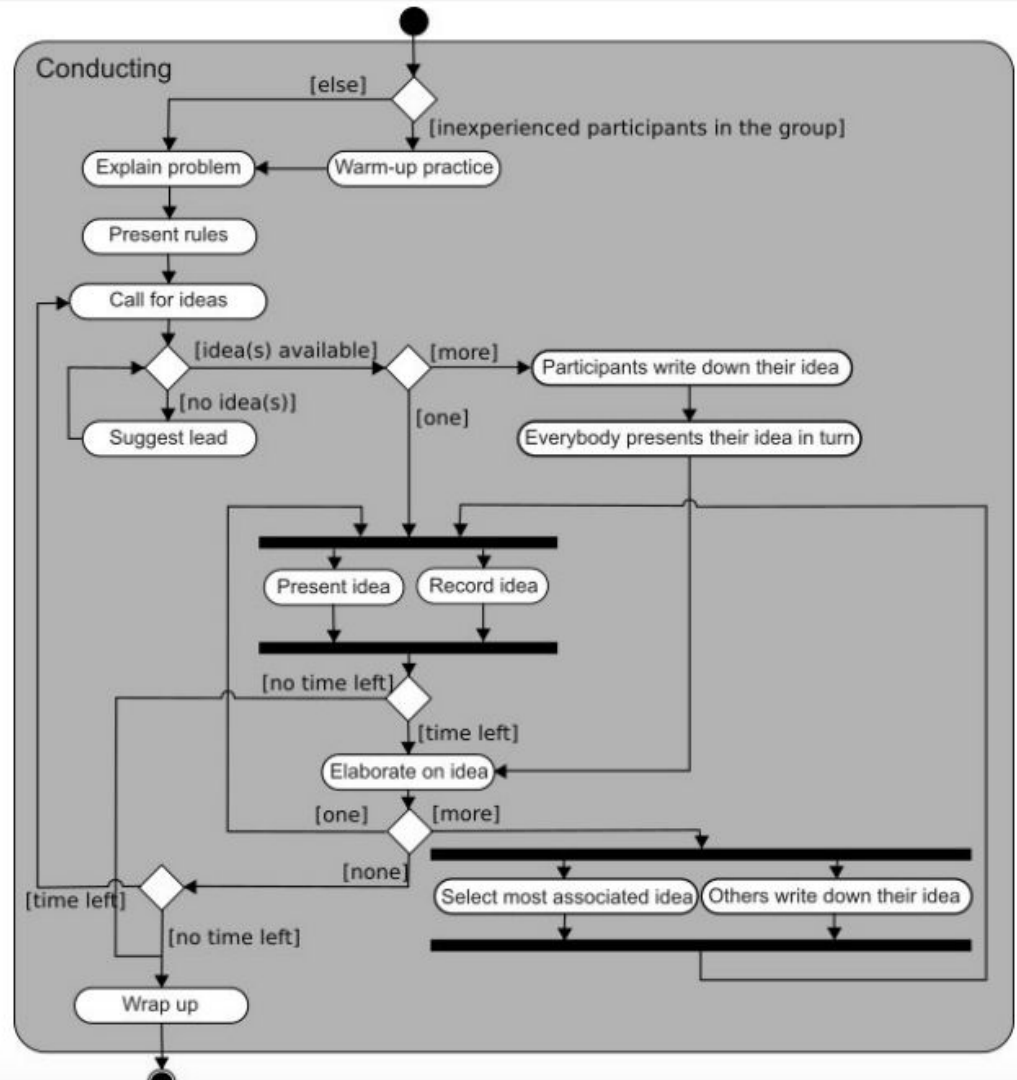 Conducting
[else]
[inexperienced participants in the group]
Explain problem
Warm-up practice
Present rules
Call for ideas
[idea(s) available]
[more]
Participants write down their idea
[no idea(s)]
[one]
Suggest lead
Everybody presents their idea in turn
Present idea
Record idea
[no time left]
[time left]
Elaborate on idea
[one]
[more]
[none]
Select most associated idea
Others write down their idea
[time left]
[no time left]
Wrap up